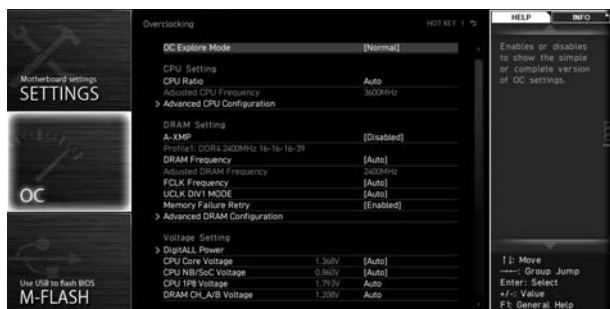 Overclocking
HOT KEY
HELP
INFO
OC Explore Mode [Normal]
CPU Setting
CPU Ratio Auto
Adjusted CPU Frequency 3600MHz
> Advanced CPU Configuration
DRAM Setting
A-XMP [Disabled]
Profile1: DDR4 2400MHz 16-16-16-39
DRAM Frequency [Auto]
Adjusted DRAM Frequency 2400MHz
FCLK Frequency [Auto]
UCLK DIV1 MODE [Auto]
Memory Failure Retry [Enabled]
> Advanced DRAM Configuration
Voltage Setting
> DigitALL Power
CPU Core Voltage 1.368V [Auto]
CPU NB/SoC Voltage 0.860V [Auto]
CPU 1P8 Voltage 1.793V Auto
DRAM CH_A/B Voltage 1.208V Auto
Motherboard settings
SETTINGS
OC
Use USB to flash BIOS
M-FLASH
Enables or disables
to show the simple
or complete version
of OC settings.
↑↓: Move
→←: Group Jump
Enter: Select
+/-: Value
F1: General Help